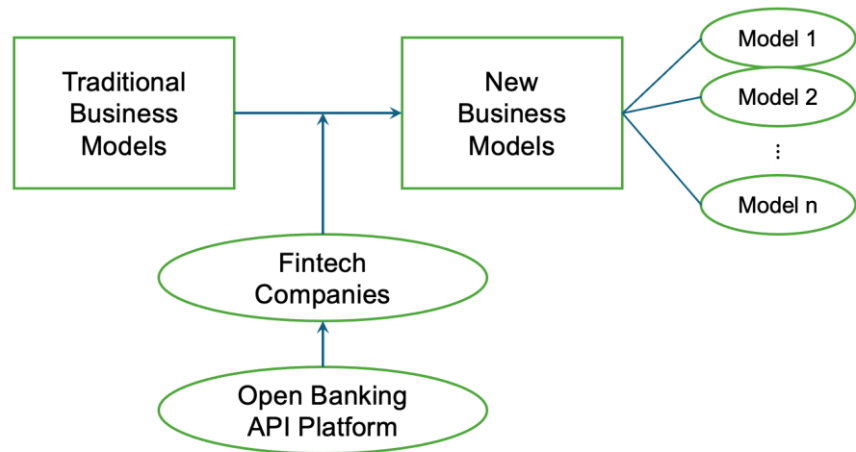 Traditional
Business
Models
New
Business
Models
Model 1
Model 2
⋮
Model n
Fintech
Companies
Open Banking
API Platform